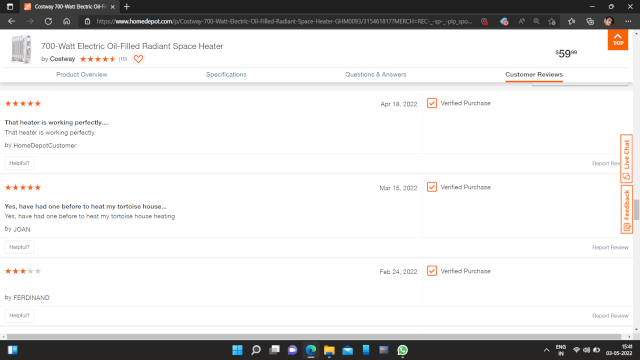 Costway 700-Watt Electric Oil-Fi
https://www.homedepot.com/p/Costway-700-Watt-Electric-Oil-Filled-Radiant-Space-Heater-GHM0093/315461817?MERCH=REC-_-sp-_-pip_spo...
700-Watt Electric Oil-Filled Radiant Space Heater
by Costway (19)
$59 99
TOP
Product Overview
Specifications
Questions & Answers
Customer Reviews
Apr 18, 2022
Verified Purchase
That heater is working perfectly....
That heater is working perfectly.
by HomeDepotCustomer
Helpful?
Report Rev
Live Chat
Mar 15, 2022
Verified Purchase
Yes, have had one before to heat my tortoise house...
Yes, have had one before to heat my tortoise house heating
by JOAN
Feedback
Helpful?
Report Review
Feb 24, 2022
Verified Purchase
by FERDINAND
Helpful?
Report Review
ENG
IN
15:41
03-05-2022